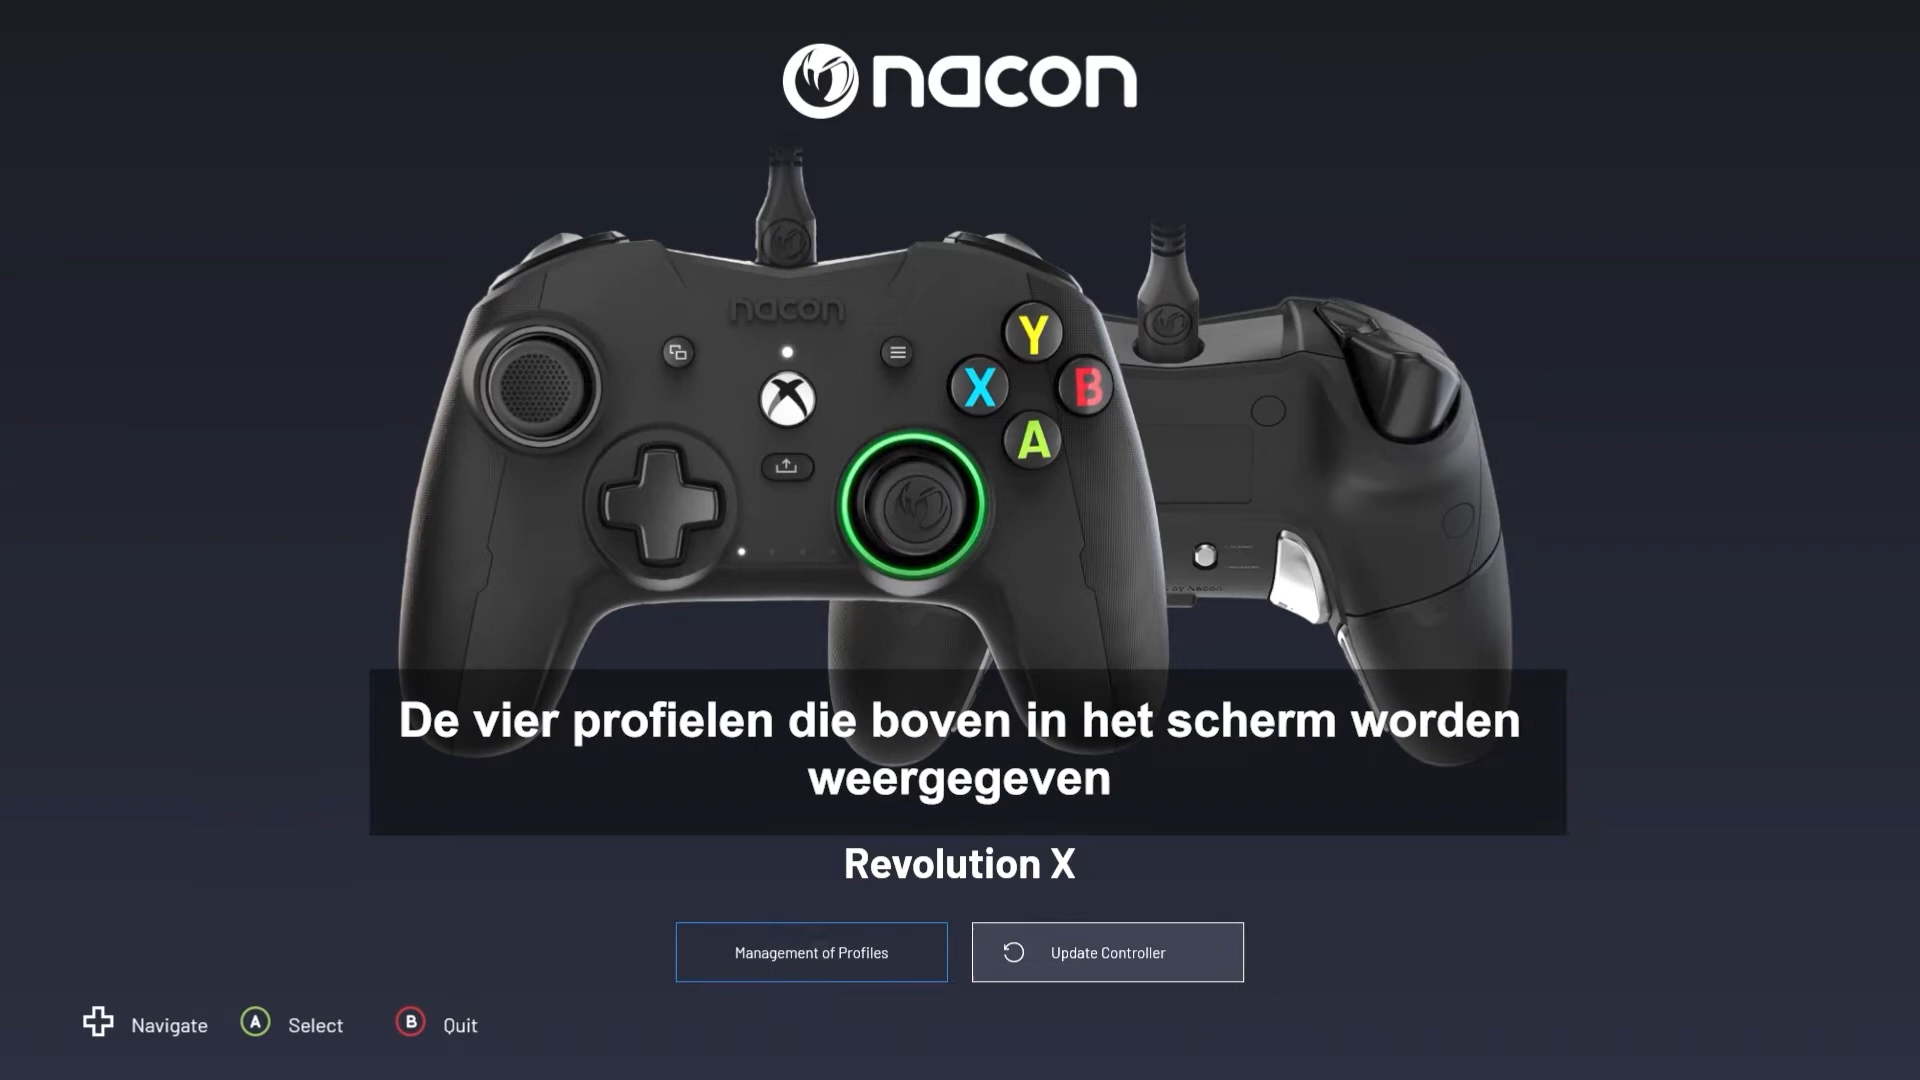 nacon
nacon
Y
X
B
A
De vier profielen die boven in het scherm worden
weergegeven
Revolution X
Management of Profiles
Update Controller
Navigate
A
Select
B
Quit